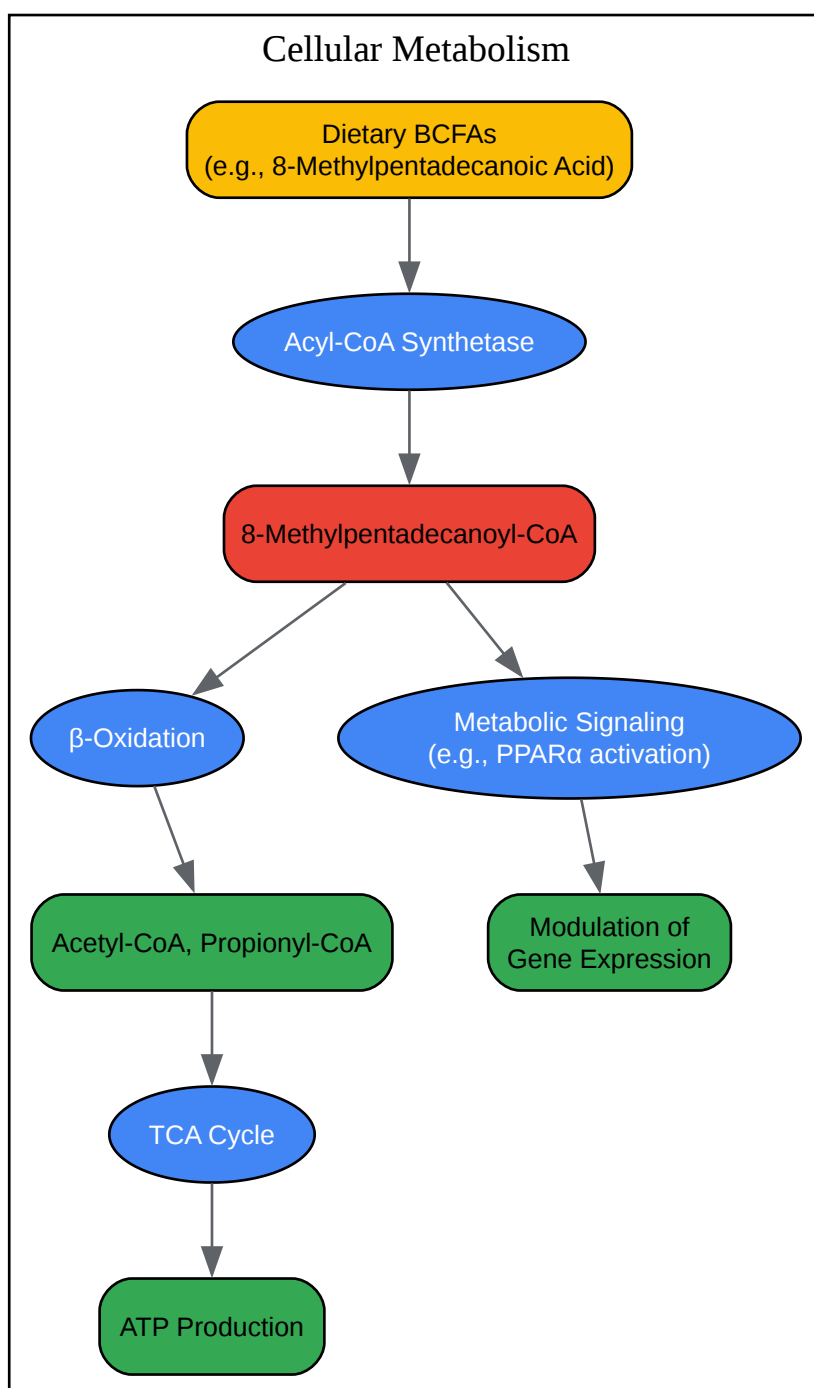 Cellular Metabolism
Dietary BCFAs
(e.g., 8-Methylpentadecanoic Acid)
Acyl-CoA Synthetase
8-Methylpentadecanoyl-CoA
β-Oxidation
Metabolic Signaling
(e.g., PPARα activation)
Acetyl-CoA, Propionyl-CoA
Modulation of
Gene Expression
TCA Cycle
ATP Production